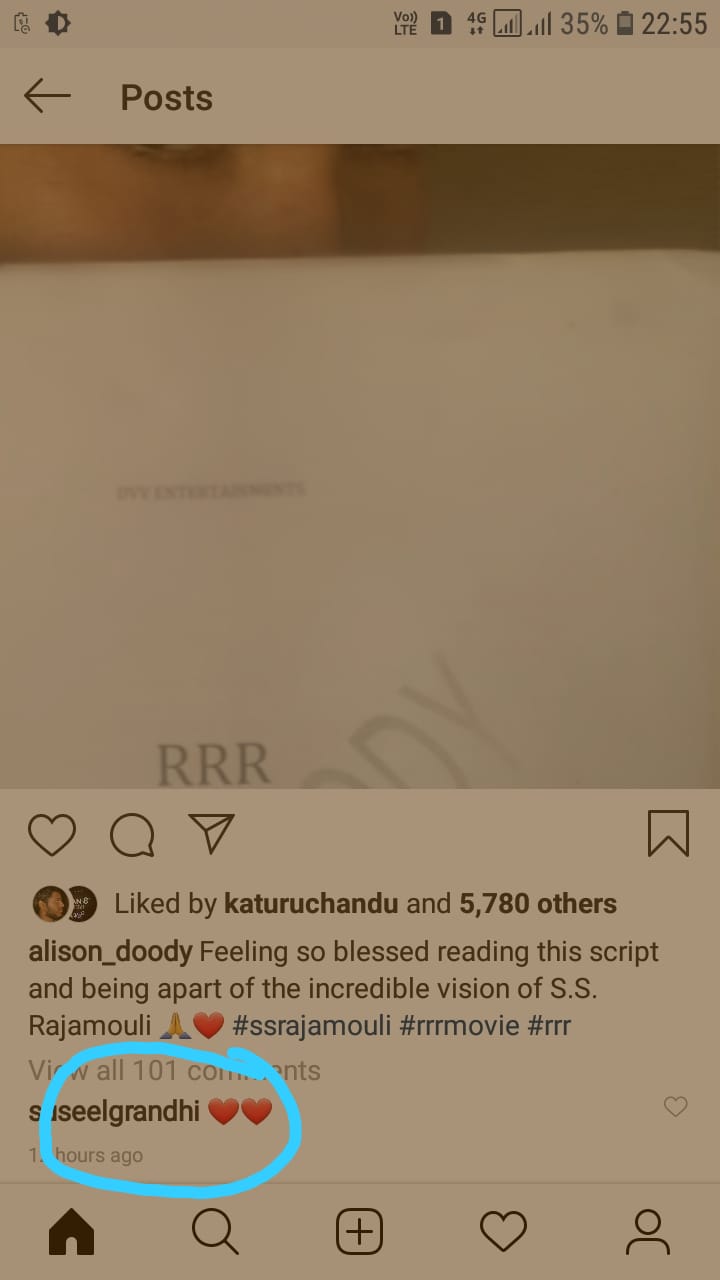 Vo))
LTE
1
4G
35%
22:55
Posts
DVV ENTERTAINMENTS
RRR
Liked by katuruchandu and 5,780 others
alison_doody Feeling so blessed reading this script
and being apart of the incredible vision of S.S.
Rajamouli 🙏❤️ #ssrajamouli #rrrmovie #rrr
View all 101 comments
suseelgrandhi ❤️❤️
hours ago